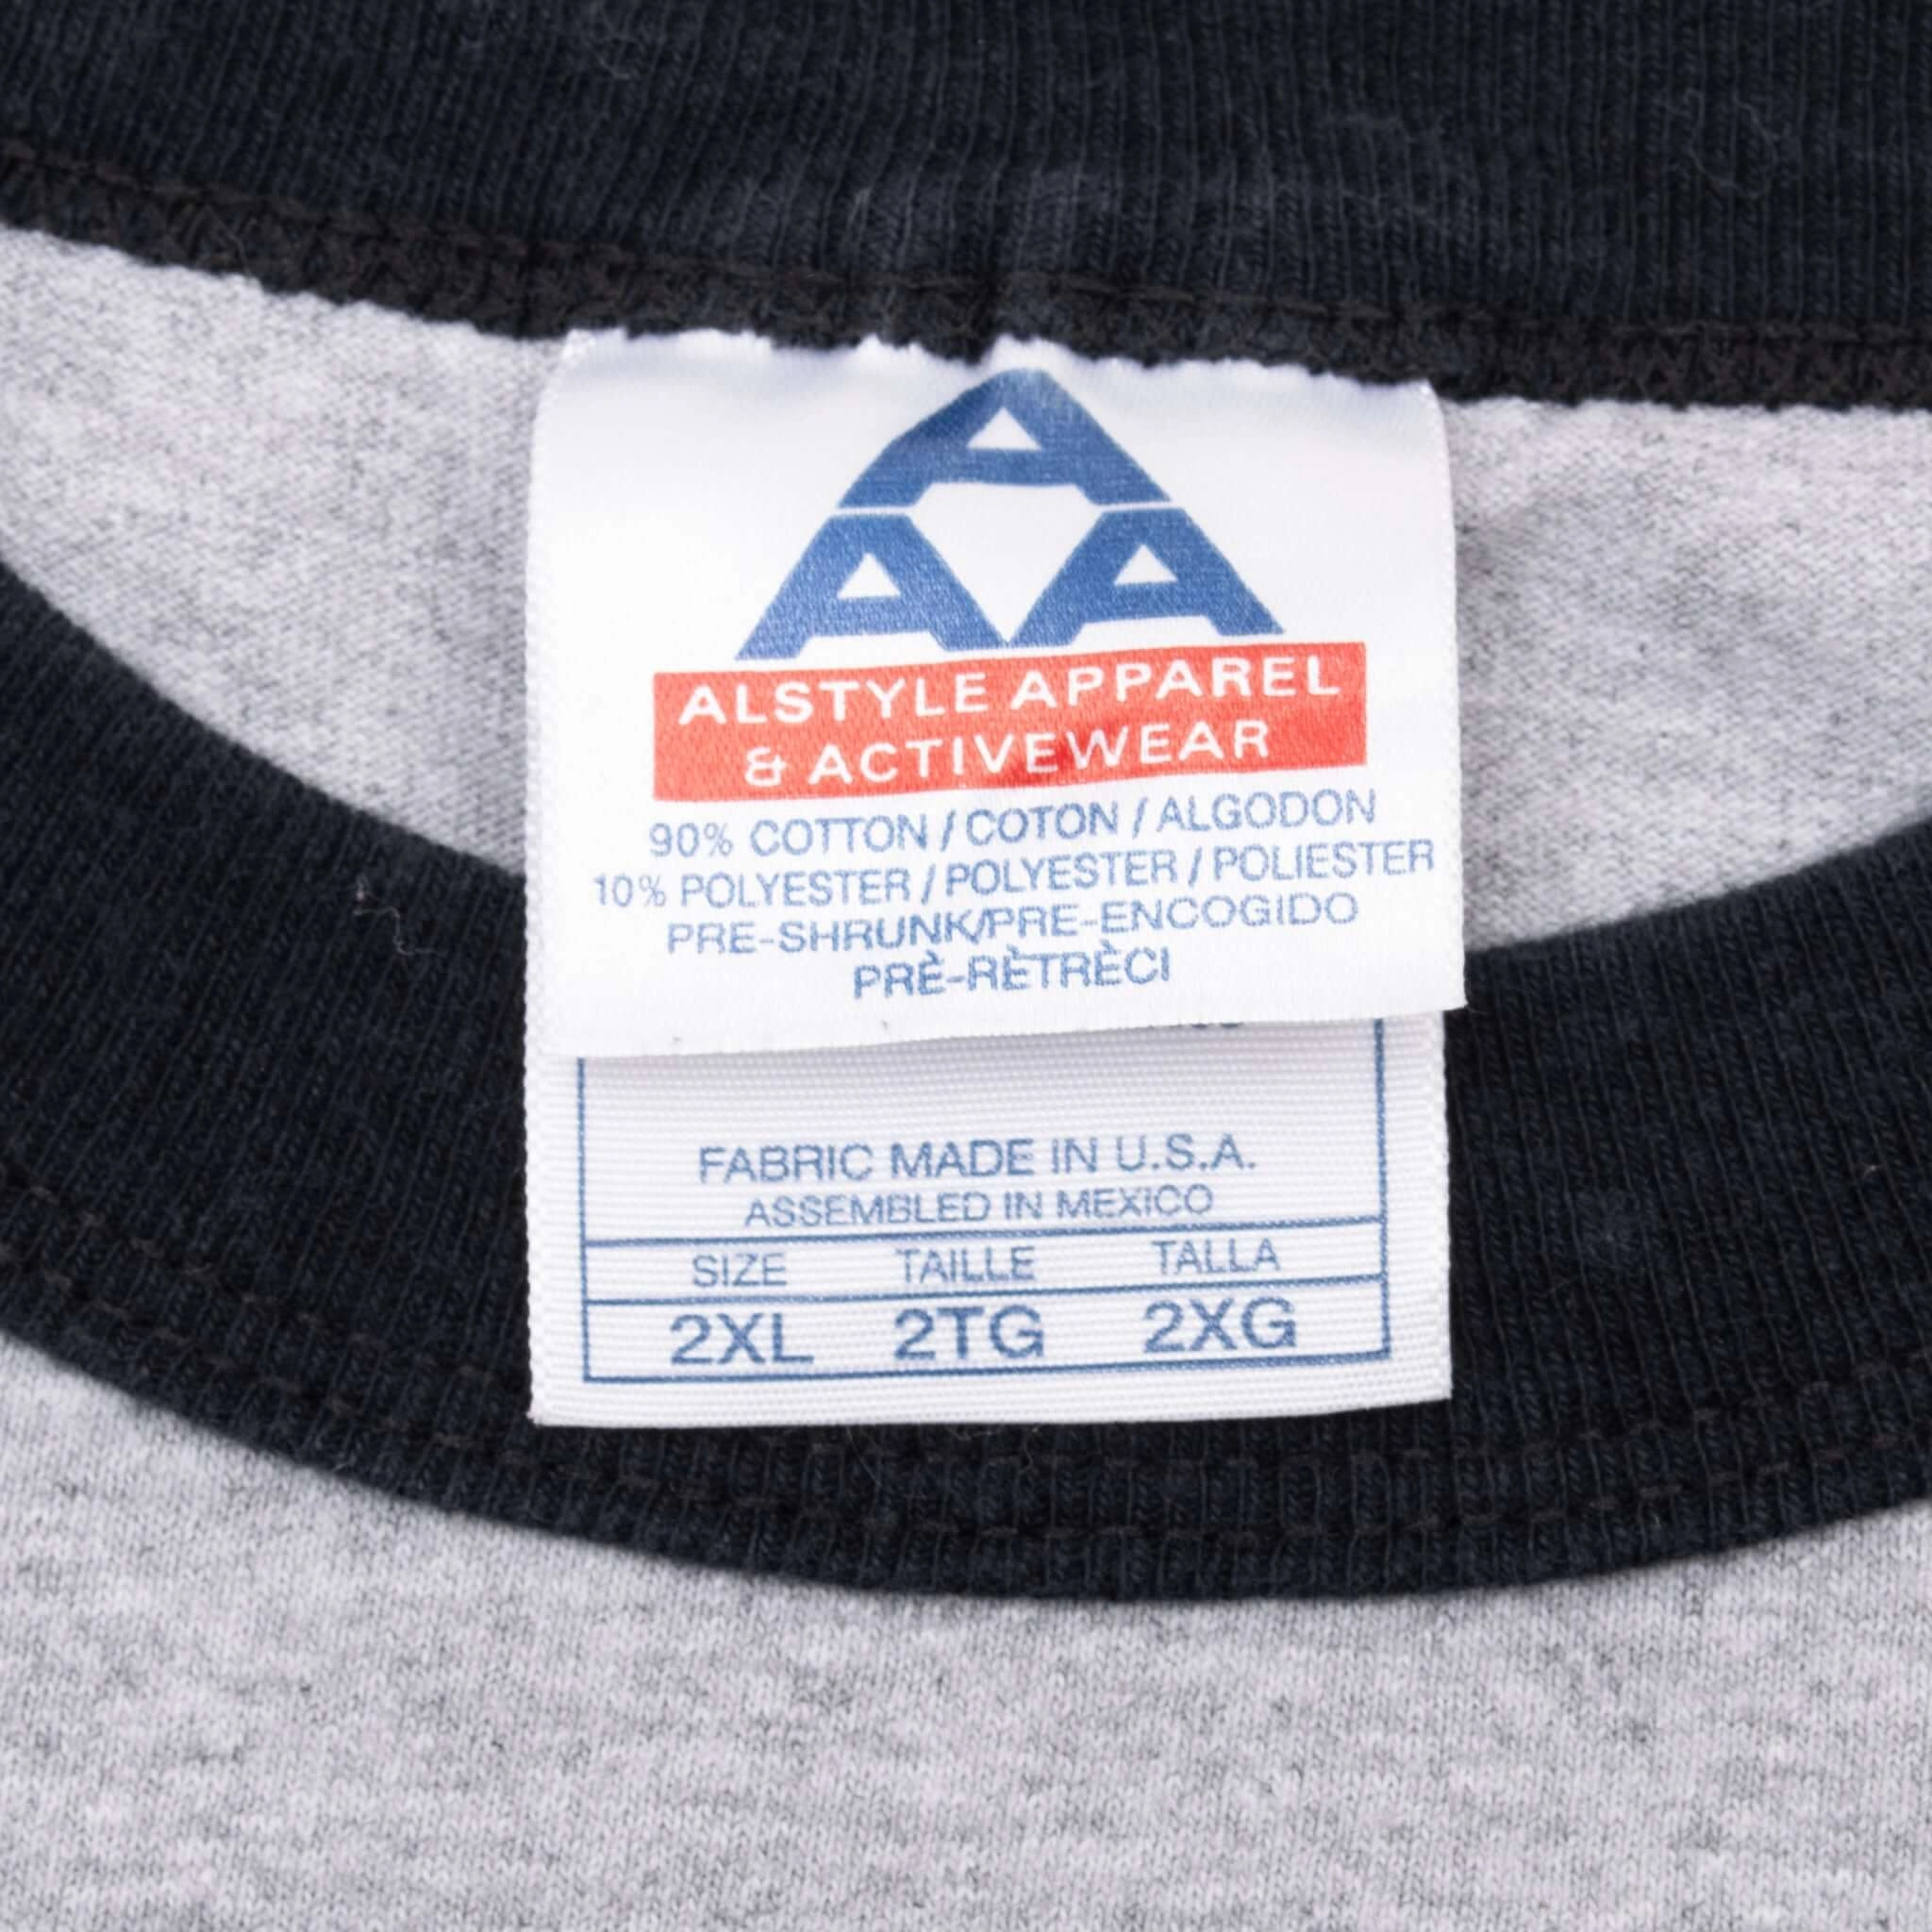 A
A A
ALSTYLE APPAREL
& ACTIVEWEAR
90% COTTON / COTON / ALGODON
10% POLYESTER / POLYESTER / POLIESTER
PRE-SHRUNK/PRE-ENCOGIDO
PRÈ-RÈTRÈCI
FABRIC MADE IN U.S.A.
ASSEMBLED IN MEXICO
SIZE TAILLE TALLA
2XL 2TG 2XG